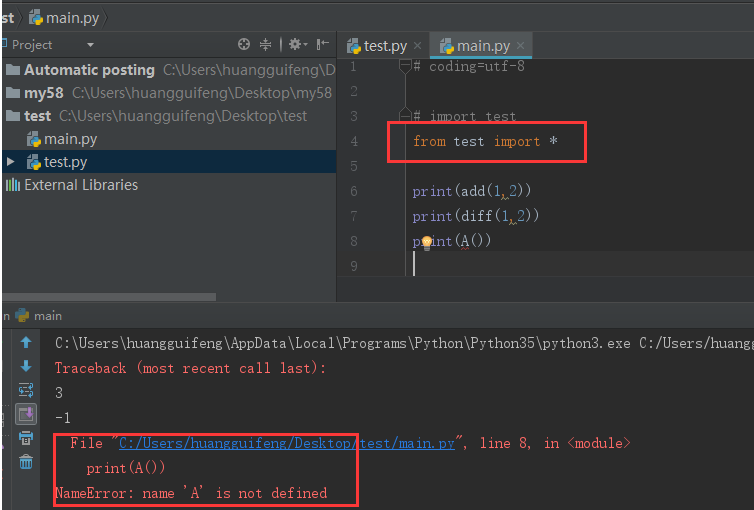 st main.py
Project
Automatic posting C:\Users\huangguifeng\D
my58 C:\Users\huangguifeng\Desktop\my58
test C:\Users\huangguifeng\Desktop\test
main.py
test.py
External Libraries
test.py × main.py ×
1 # coding=utf-8
2
3 # import test
4 from test import *
5
6 print(add(1,2))
7 print(diff(1,2))
8 print(A())
9
n main
C:\Users\huangguifeng\AppData\Local\Programs\Python\Python35\python3.exe C:/Users/huangg
Traceback (most recent call last):
3
-1
File "C:/Users/huangguifeng/Desktop/test/main.py", line 8, in <module>
print(A())
NameError: name 'A' is not defined